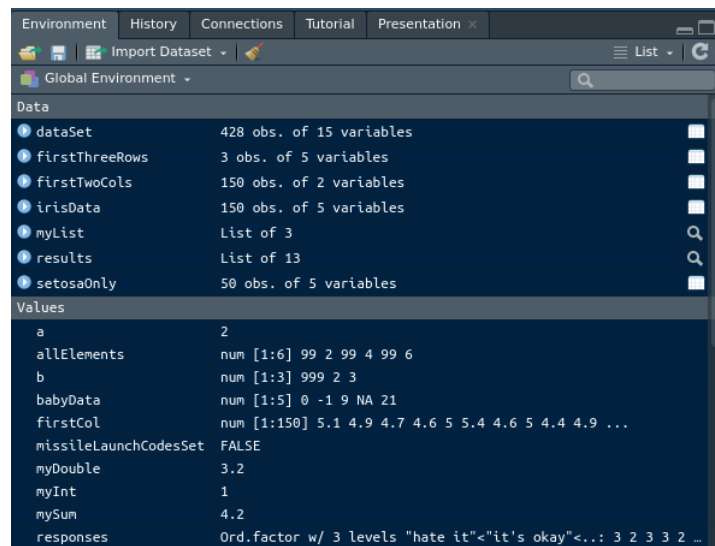 Environment History Connections Tutorial Presentation ×
Import Dataset List
Global Environment
Data
dataSet 428 obs. of 15 variables
firstThreeRows 3 obs. of 5 variables
firstTwoCols 150 obs. of 2 variables
irisData 150 obs. of 5 variables
myList List of 3
results List of 13
setosaOnly 50 obs. of 5 variables
Values
a 2
allElements num [1:6] 99 2 99 4 99 6
b num [1:3] 999 2 3
babyData num [1:5] 0 -1 9 NA 21
firstCol num [1:150] 5.1 4.9 4.7 4.6 5 5.4 4.6 5 4.4 4.9 ...
missileLaunchCodesSet FALSE
myDouble 3.2
myInt 1
mySum 4.2
responses Ord.factor w/ 3 levels "hate it"<"it's okay"<..: 3 2 3 3 2 …